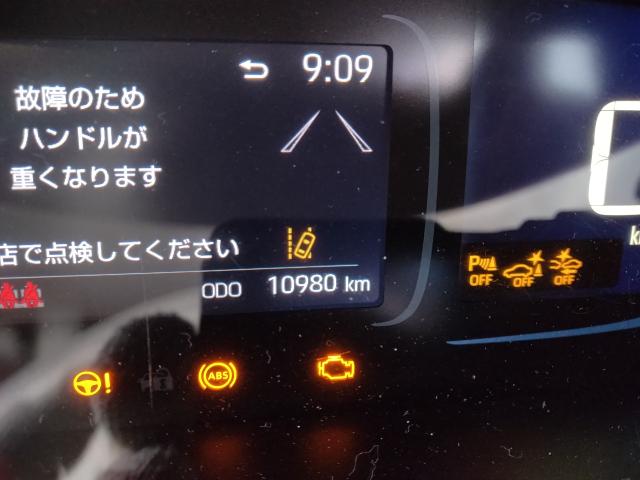 9:09
故障のため
ハンドルが
重くなります
店で点検してください
ODO 10980 km
P OFF OFF OFF
ABS